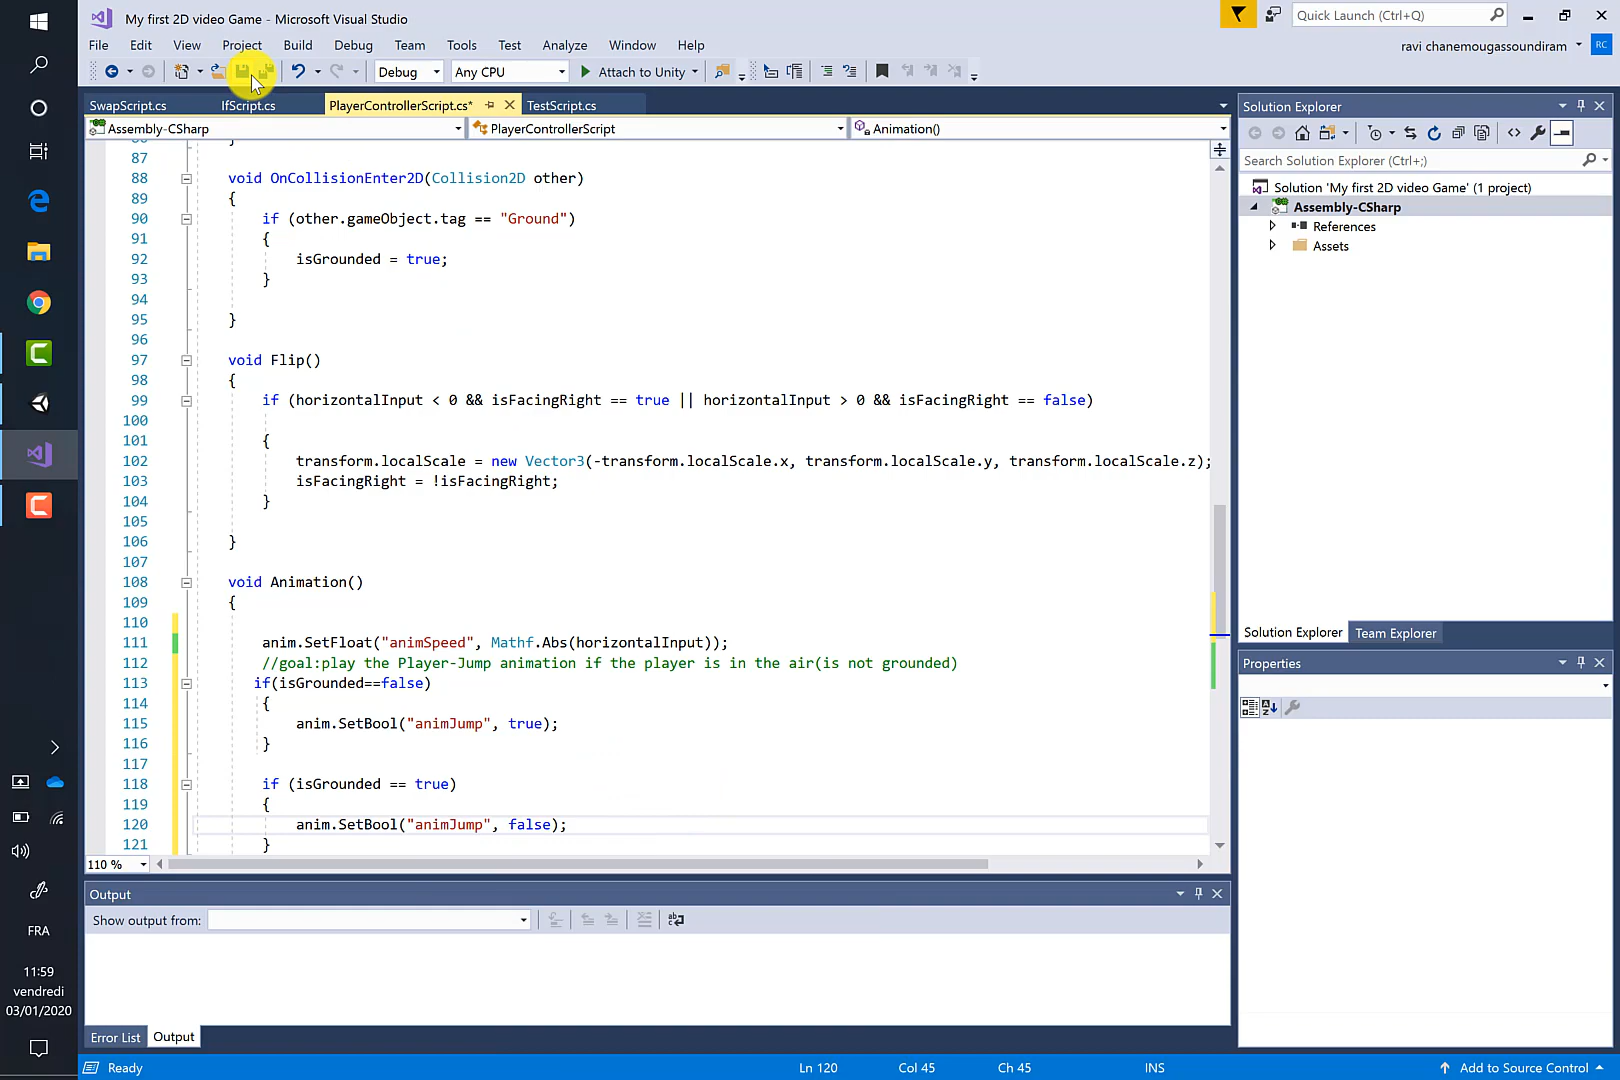 My first 2D video Game - Microsoft Visual Studio
Quick Launch (Ctrl+Q)
File Edit View Project Build Debug Team Tools Test Analyze Window Help
ravi chanemougassoundiram
RC
Debug Any CPU Attach to Unity
SwapScript.cs IfScript.cs PlayerControllerScript.cs* TestScript.cs
Assembly-CSharp PlayerControllerScript Animation()
87
88 void OnCollisionEnter2D(Collision2D other)
89 {
90 if (other.gameObject.tag == "Ground")
91 {
92 isGrounded = true;
93 }
94
95 }
96
97 void Flip()
98 {
99 if (horizontalInput < 0 && isFacingRight == true || horizontalInput > 0 && isFacingRight == false)
100
101 {
102 transform.localScale = new Vector3(-transform.localScale.x, transform.localScale.y, transform.localScale.z);
103 isFacingRight = !isFacingRight;
104 }
105
106 }
107
108 void Animation()
109 {
110
111 anim.SetFloat("animSpeed", Mathf.Abs(horizontalInput));
112 //goal:play the Player-Jump animation if the player is in the air(is not grounded)
113 if(isGrounded==false)
114 {
115 anim.SetBool("animJump", true);
116 }
117
118 if (isGrounded == true)
119 {
120 anim.SetBool("animJump", false);
121 }
110 %
Output
Show output from:
Error List Output
Ready Ln 120 Col 45 Ch 45 INS Add to Source Control
Solution Explorer
Search Solution Explorer (Ctrl+;)
Solution 'My first 2D video Game' (1 project)
Assembly-CSharp
References
Assets
Solution Explorer Team Explorer
Properties
FRA
11:59
vendredi
03/01/2020